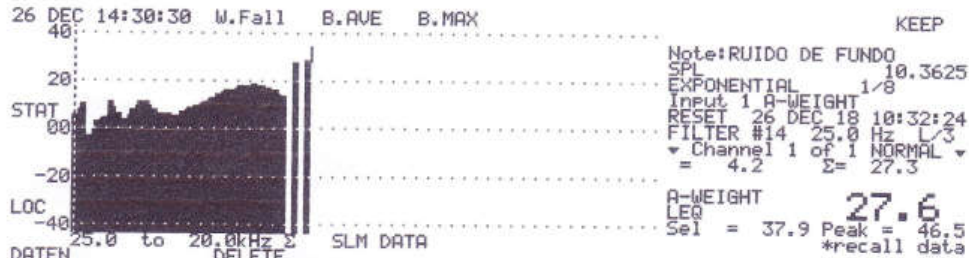 26 DEC 14:30:30 W.Fall B.AVE B.MAX KEEP
40
20
STAT
00
-20
LOC
-40
25.0 to 20.0kHz Σ SLM DATA
DATEN DELETE
Note:RUIDO DE FUNDO
SPL 10.3625
EXPONENTIAL 1/8
Input 1 A-WEIGHT
RESET 26 DEC 18 10:32:24
FILTER #14 25.0 Hz L/3
▾ Channel 1 of 1 NORMAL ▾
= 4.2 Σ= 27.3
A-WEIGHT
LEQ 27.6
Sel = 37.9 Peak = 46.5
*recall data